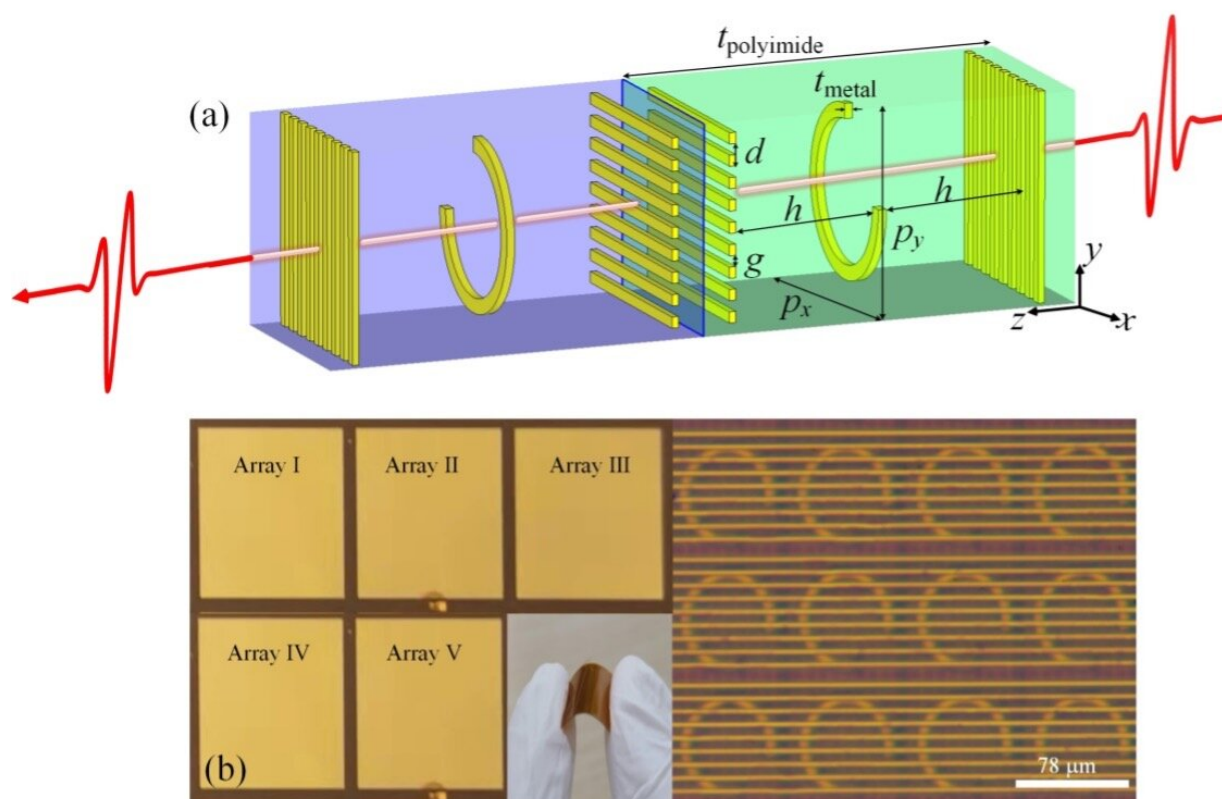 t_polyimide
(a)
t_metal
d
h
h
p_y
g
p_x
y
z
x
Array I
Array II
Array III
Array IV
Array V
(b)
78 μm